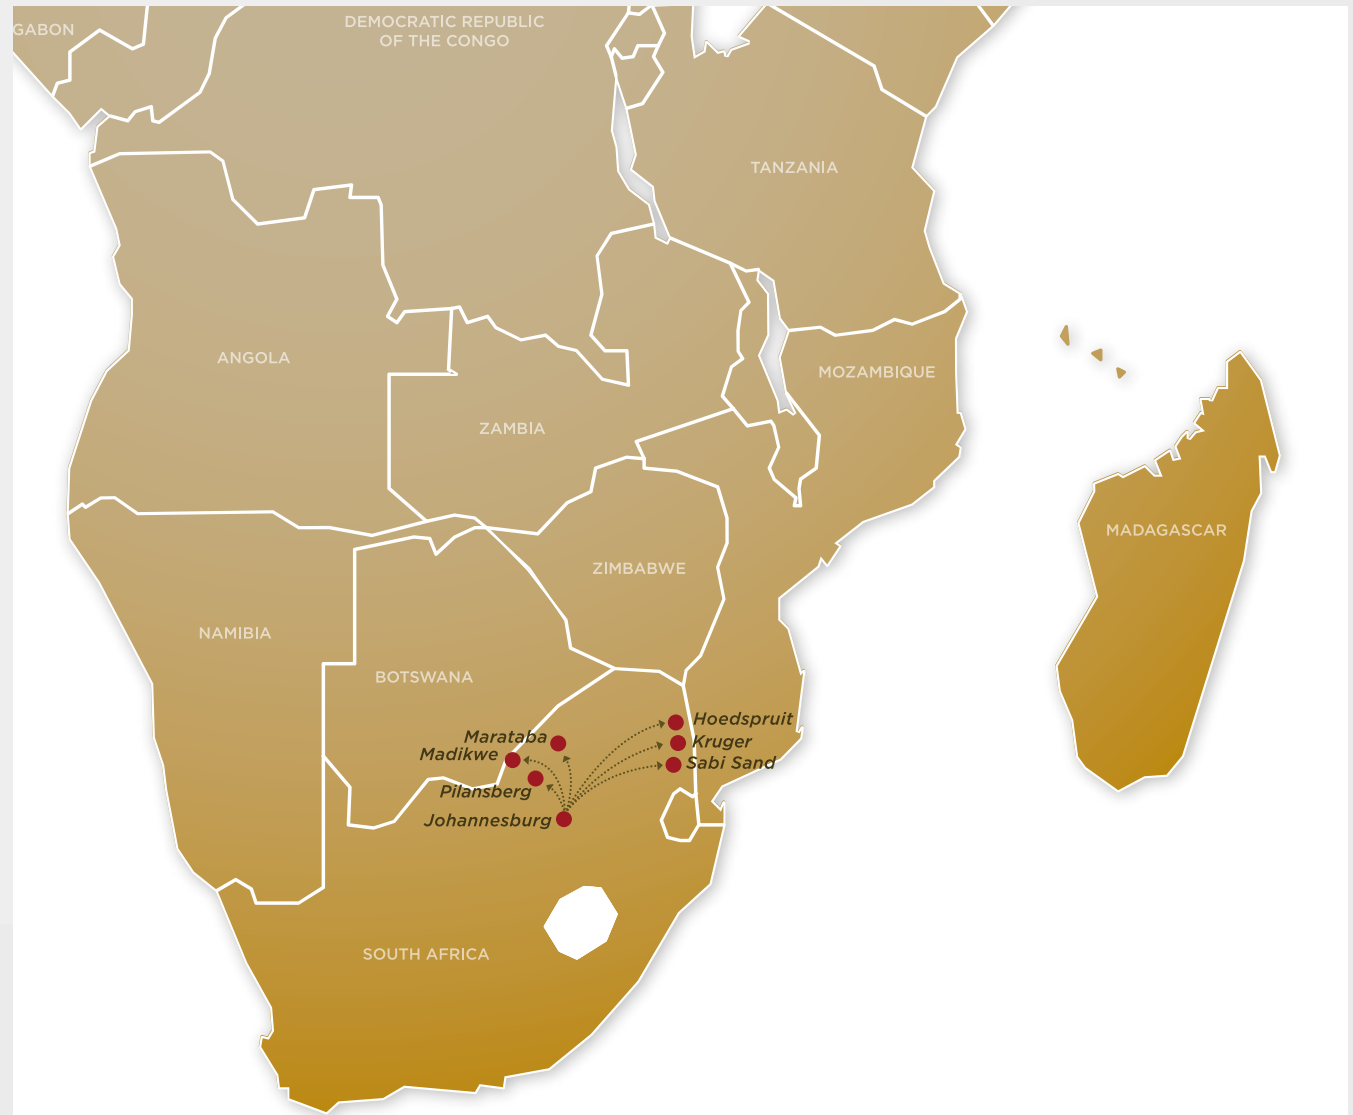 GABON
DEMOCRATIC REPUBLIC
OF THE CONGO
TANZANIA
ANGOLA
MOZAMBIQUE
ZAMBIA
MADAGASCAR
ZIMBABWE
NAMIBIA
BOTSWANA
Hoedspruit
Marataba
Kruger
Madikwe
Sabi Sand
Pilansberg
Johannesburg
SOUTH AFRICA